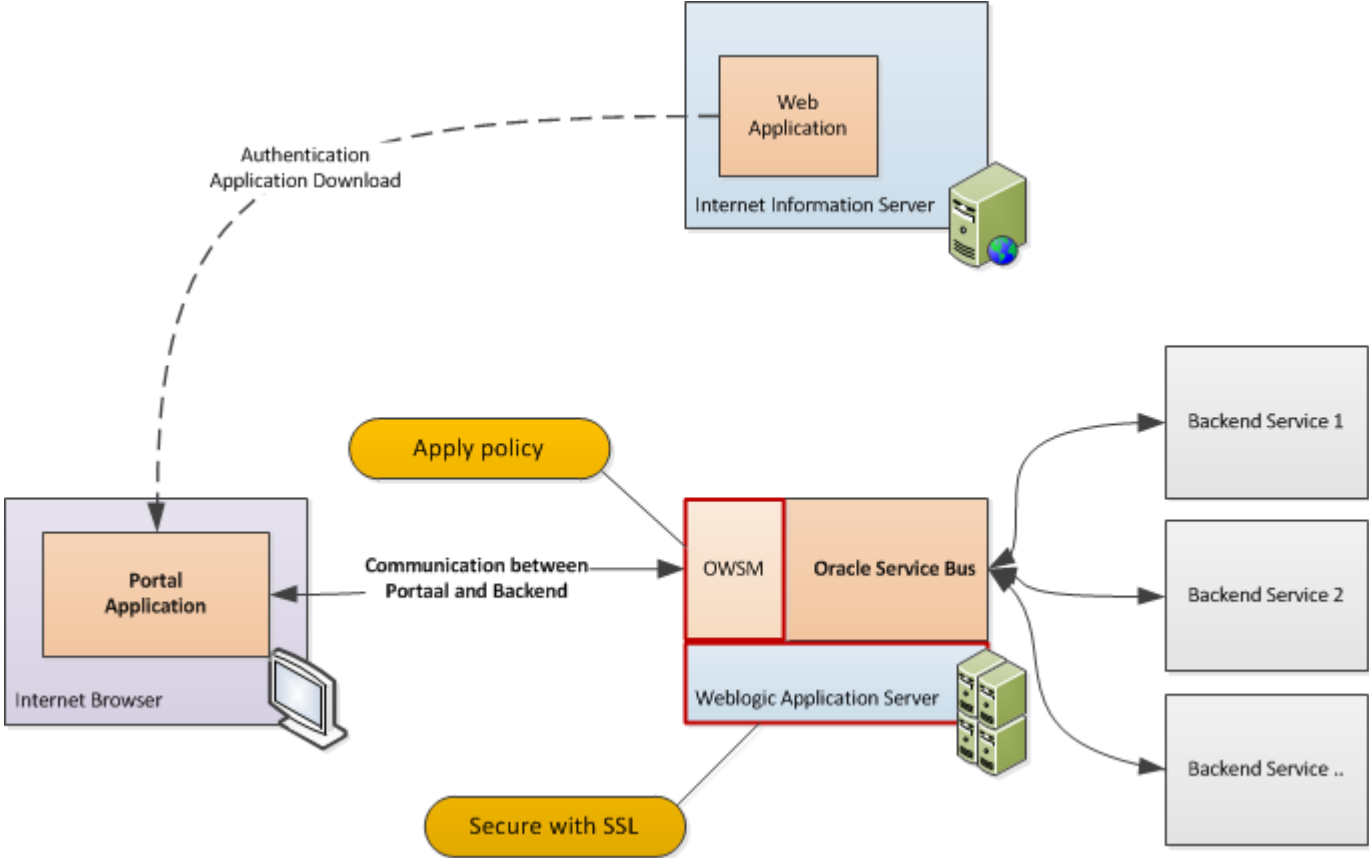 Web
Application
Internet Information Server
Authentication
Application Download
Backend Service 1
Apply policy
Portal
Application
Internet Browser
Communication between
Portaal and Backend
OWSM
Oracle Service Bus
Weblogic Application Server
Backend Service 2
Backend Service ..
Secure with SSL